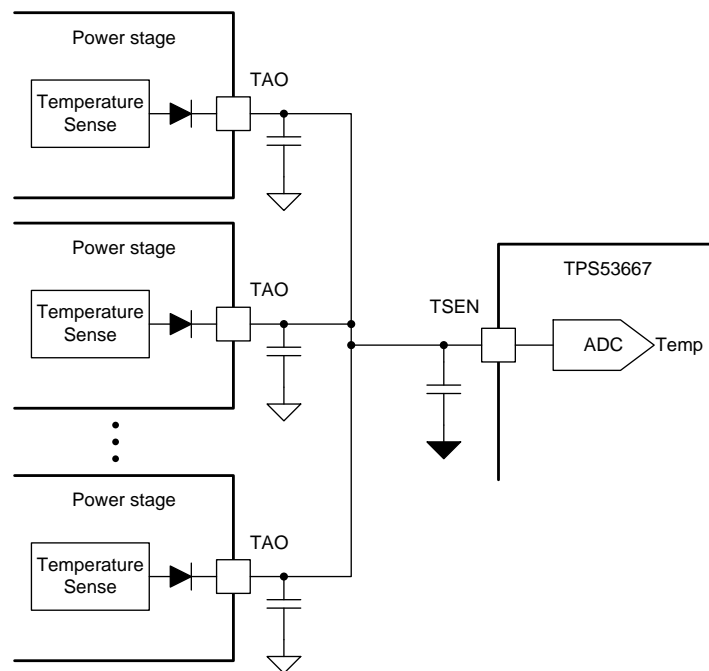 Power stage
TAO
Temperature
Sense
Power stage
TAO
Temperature
Sense
TPS53667
TSEN
ADC
Temp
Power stage
TAO
Temperature
Sense